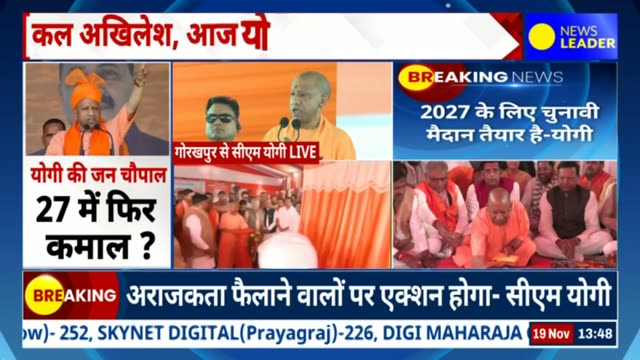 कल अखिलेश, आज यो
NEWS
LEADER
BREAKING NEWS
2027 के लिए चुनावी
मैदान तैयार है-योगी
गोरखपुर से सीएम योगी LIVE
योगी की जन चौपाल
27 में फिर
कमाल ?
BREAKING
अराजकता फैलाने वालों पर एक्शन होगा- सीएम योगी
ow)- 252, SKYNET DIGITAL(Prayagraj)-226, DIGI MAHARAJA
19 Nov
13:48